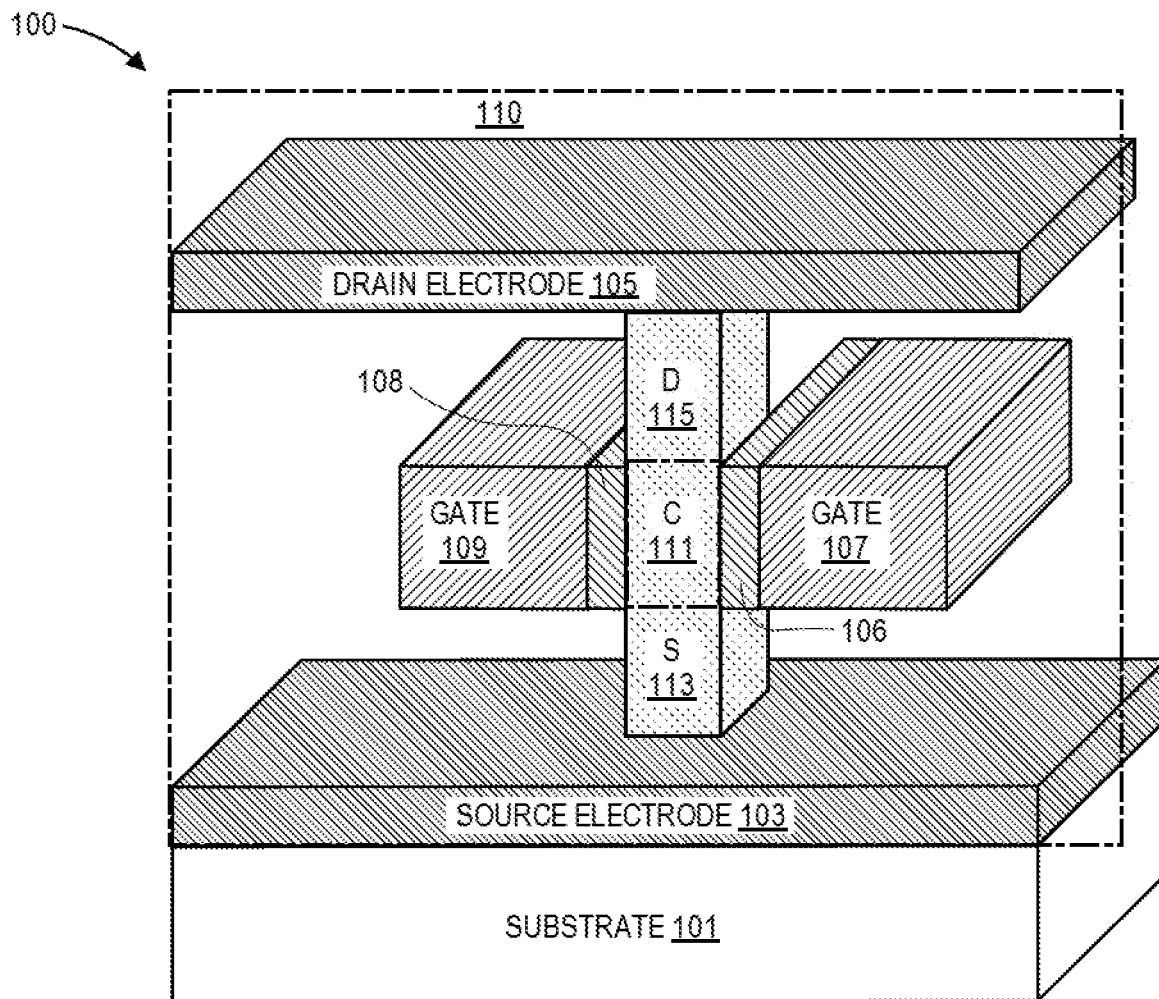 100
110
DRAIN ELECTRODE 105
108
D
115
GATE
109
C
111
GATE
107
106
S
113
SOURCE ELECTRODE 103
SUBSTRATE 101